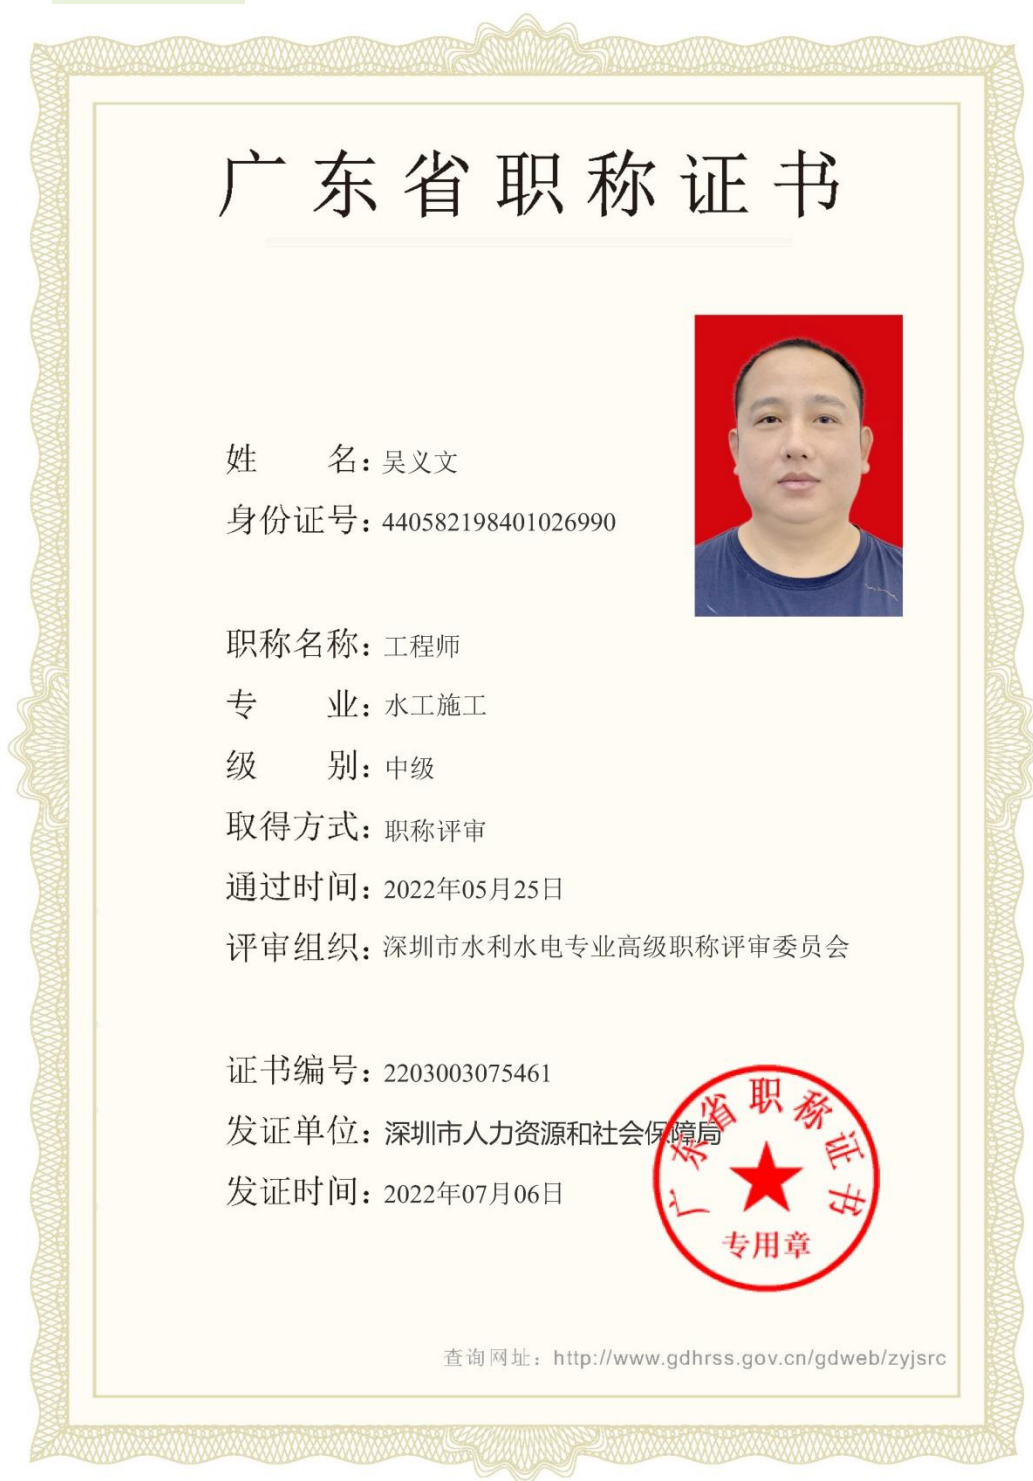 广东省职称证书
姓 名：吴义文
身份证号：440582198401026990
职称名称：工程师
专 业：水工施工
级 别：中级
取得方式：职称评审
通过时间：2022年05月25日
评审组织：深圳市水利水电专业高级职称评审委员会
证书编号：2203003075461
发证单位：深圳市人力资源和社会保障局
发证时间：2022年07月06日
广东省职称证书
专用章
查询网址：http://www.gdhrss.gov.cn/gdweb/zyjsrc